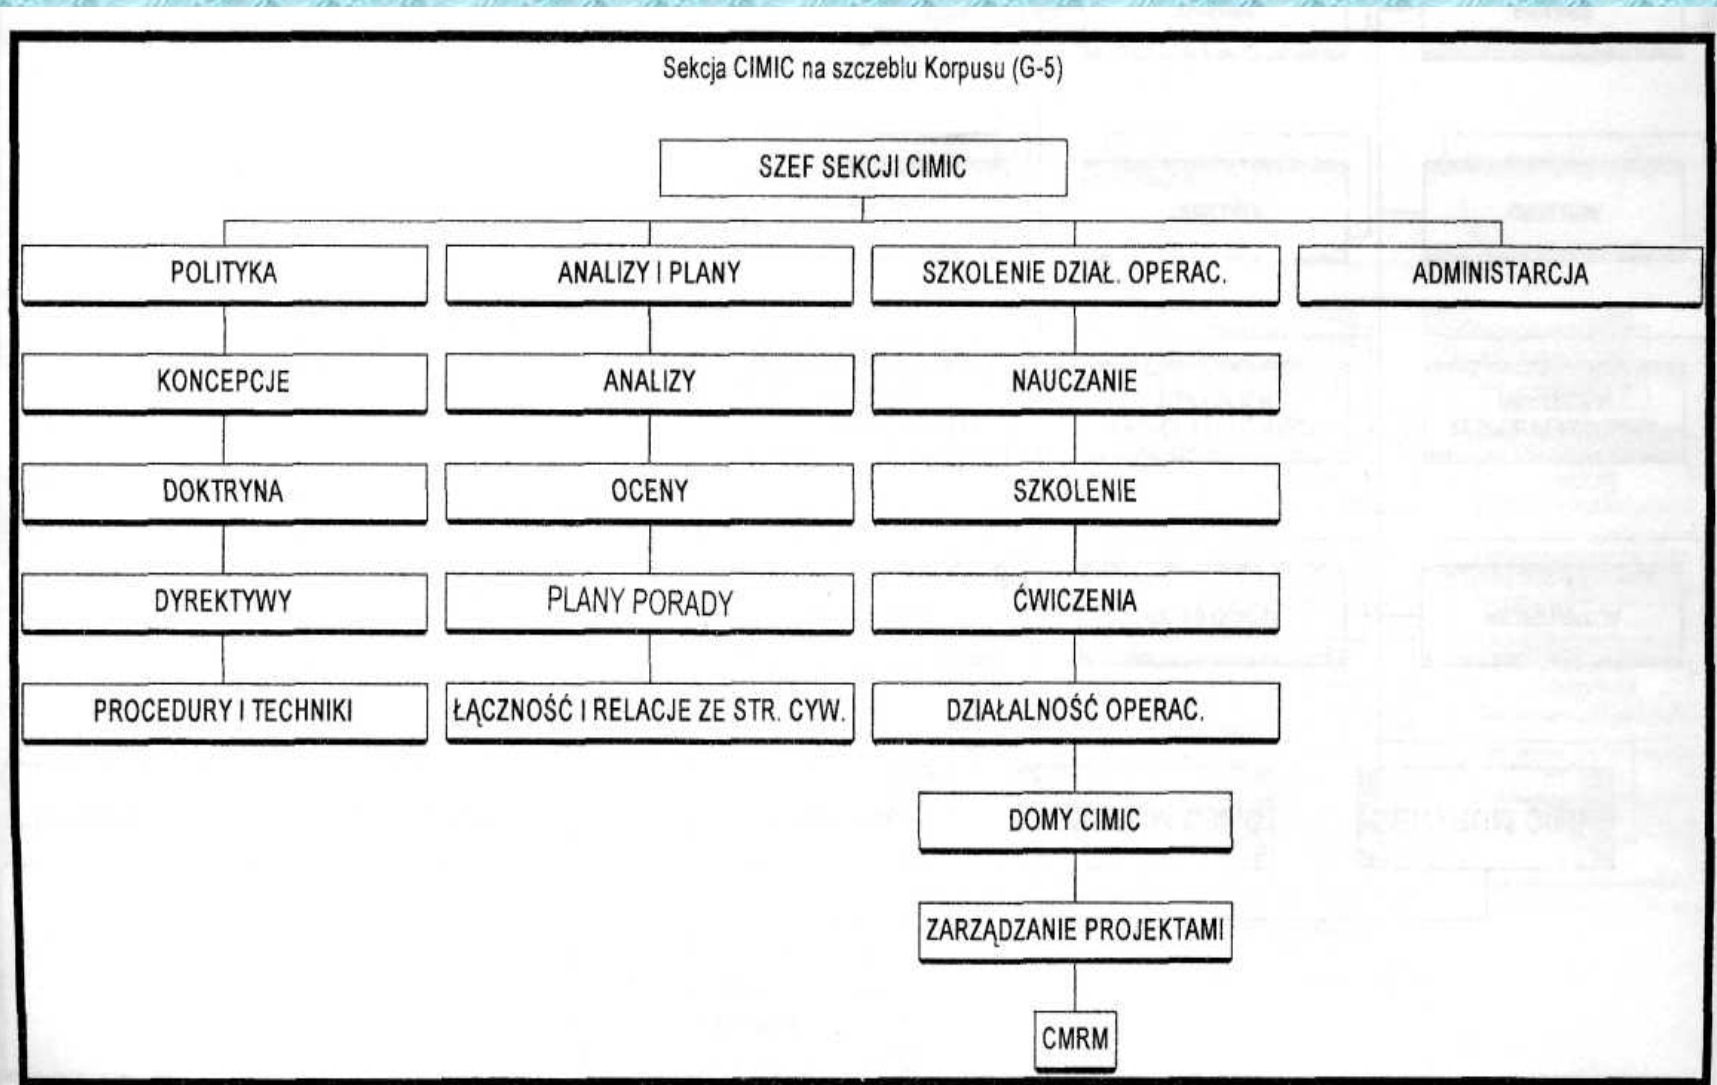 Sekcja CIMIC na szczeblu Korpusu (G-5)
SZEF SEKCJI CIMIC
POLITYKA
ANALIZY I PLANY
SZKOLENIE DZIAŁ. OPERAC.
ADMINISTARCJA
KONCEPCJE
ANALIZY
NAUCZANIE
DOKTRYNA
OCENY
SZKOLENIE
DYREKTYWY
PLANY PORADY
ĆWICZENIA
PROCEDURY I TECHNIKI
ŁĄCZNOŚĆ I RELACJE ZE STR. CYW.
DZIAŁALNOŚĆ OPERAC.
DOMY CIMIC
ZARZĄDZANIE PROJEKTAMI
CMRM